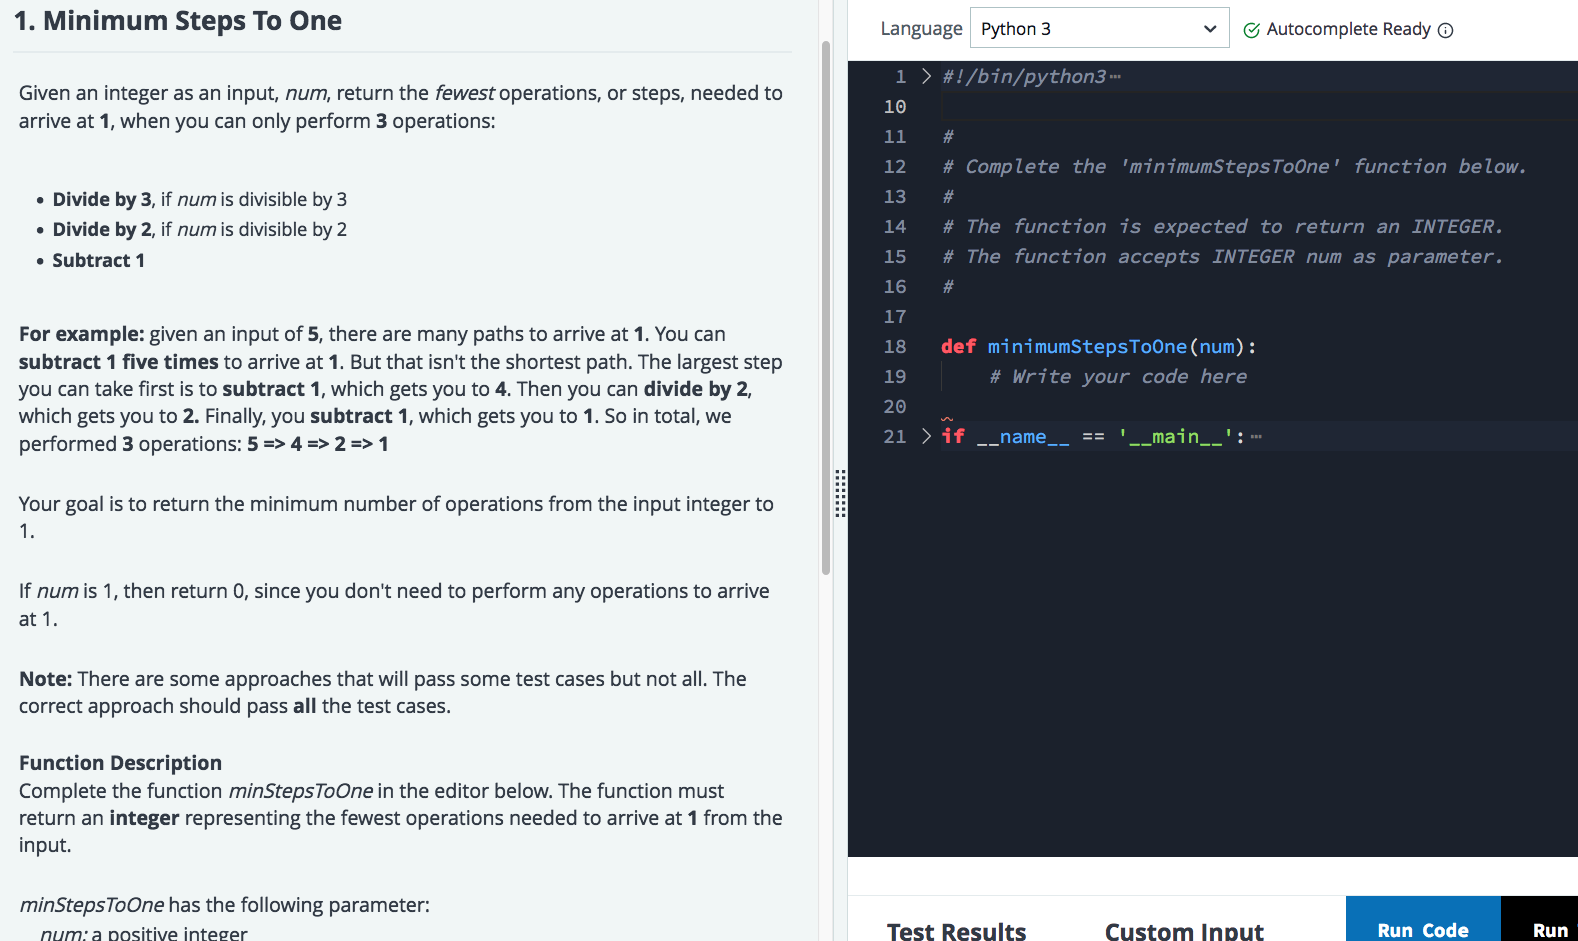 1. Minimum Steps To One
Given an integer as an input, num, return the fewest operations, or steps, needed to
arrive at 1, when you can only perform 3 operations:
• Divide by 3, if num is divisible by 3
• Divide by 2, if num is divisible by 2
• Subtract 1
For example: given an input of 5, there are many paths to arrive at 1. You can
subtract 1 five times to arrive at 1. But that isn't the shortest path. The largest step
you can take first is to subtract 1, which gets you to 4. Then you can divide by 2,
which gets you to 2. Finally, you subtract 1, which gets you to 1. So in total, we
performed 3 operations: 5 => 4 => 2 => 1
Your goal is to return the minimum number of operations from the input integer to
1.
If num is 1, then return 0, since you don't need to perform any operations to arrive
at 1.
Note: There are some approaches that will pass some test cases but not all. The
correct approach should pass all the test cases.
Function Description
Complete the function minStepsToOne in the editor below. The function must
return an integer representing the fewest operations needed to arrive at 1 from the
input.
minStepsToOne has the following parameter:
num: a positive integer
Language Python 3 Autocomplete Ready
1 > #!/bin/python3⋯
10
11 #
12 # Complete the 'minimumStepsToOne' function below.
13 #
14 # The function is expected to return an INTEGER.
15 # The function accepts INTEGER num as parameter.
16 #
17
18 def minimumStepsToOne(num):
19 # Write your code here
20
21 > if __name__ == '__main__':⋯
Test Results Custom Input Run Code Run